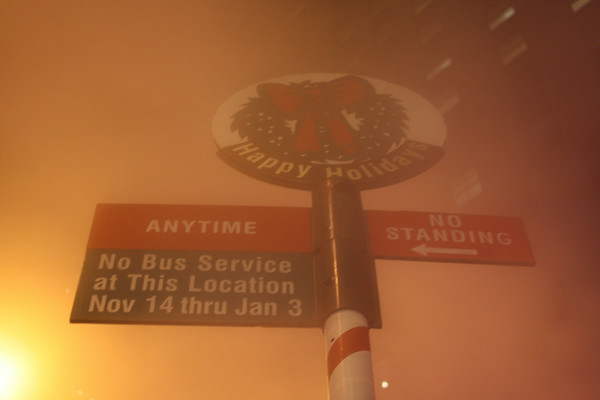 Happy Holidays
ANYTIME
No Bus Service
at This Location
Nov 14 thru Jan 3
NO
STANDING